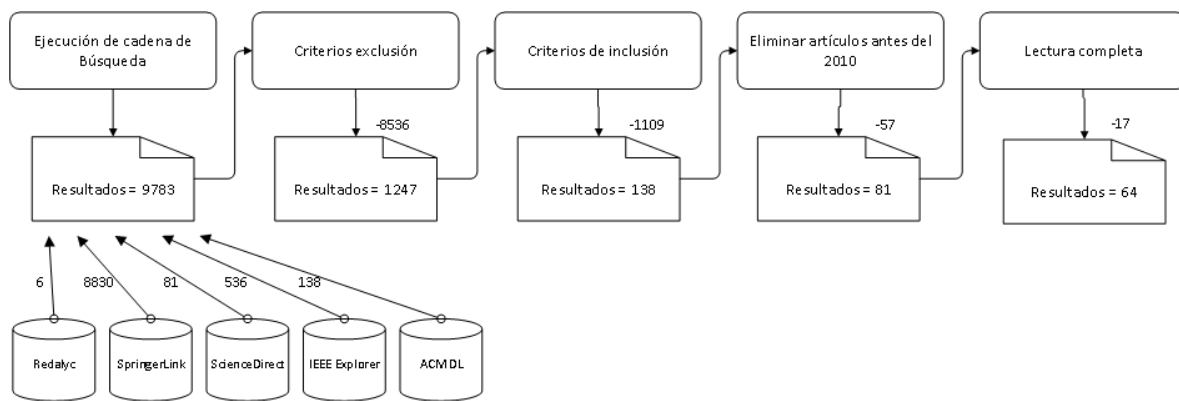 Ejecución de cadena de
Búsqueda
Criterios exclusión
Criterios de inclusión
Eliminar artículos antes del
2010
Lectura completa
-8536
-1109
-57
-17
Resultados = 9783
Resultados = 1247
Resultados = 138
Resultados = 81
Resultados = 64
6
8830
81
536
138
Redalyc
SpringerLink
ScienceDirect
IEEE Explorer
ACMDL